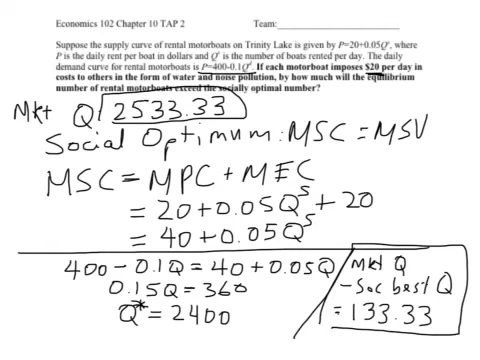 Economics 102 Chapter 10 TAP 2 Team:
Suppose the supply curve of rental motorboats on Trinity Lake is given by P=20+0.05Qˢ, where
P is the daily rent per boat in dollars and Qˢ is the number of boats rented per day. The daily
demand curve for rental motorboats is P=400-0.1Qᵈ. If each motorboat imposes $20 per day in
costs to others in the form of water and noise pollution, by how much will the equilibrium
number of rental motorboats exceed the socially optimal number?
Mkt Q 2533.33
Social Optimum: MSC = MSV
MSC = MPC + MEC
= 20 + 0.05Qˢ + 20
= 40 + 0.05Qˢ
400 - 0.1Q = 40 + 0.05Q
0.15Q = 360
Q* = 2400
Mkt Q
- Soc best Q
= 133.33